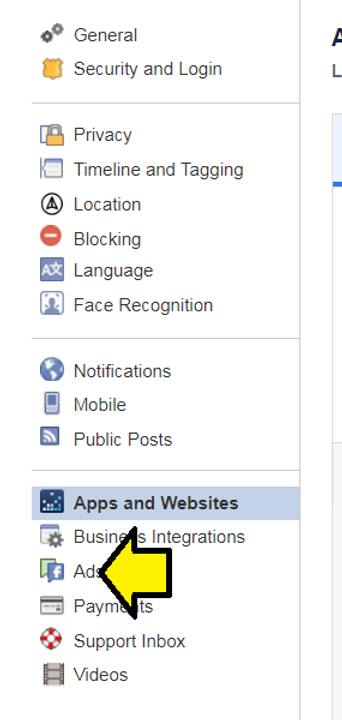 General
Security and Login
Privacy
Timeline and Tagging
Location
Blocking
Language
Face Recognition
Notifications
Mobile
Public Posts
Apps and Websites
Business Integrations
Ads
Payments
Support Inbox
Videos